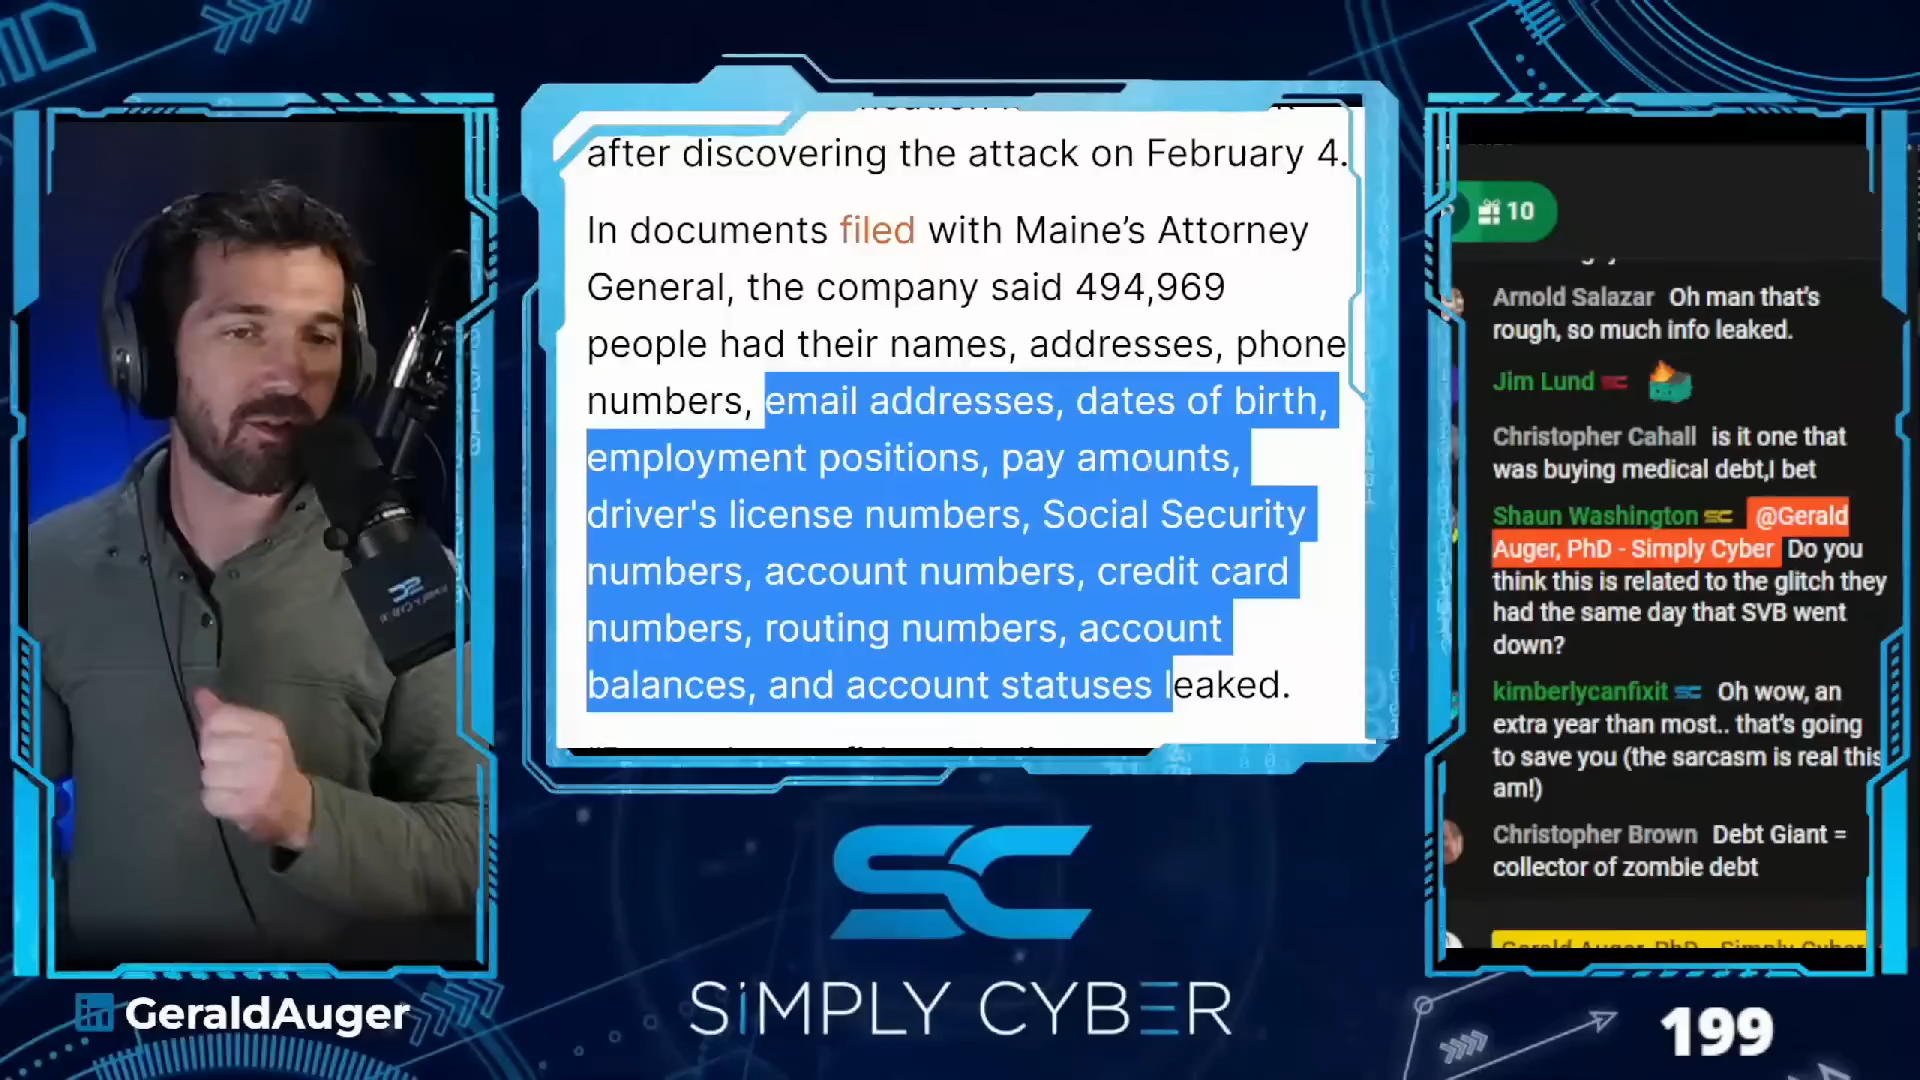 after discovering the attack on February 4.
In documents filed with Maine’s Attorney
General, the company said 494,969
people had their names, addresses, phone
numbers, email addresses, dates of birth,
employment positions, pay amounts,
driver's license numbers, Social Security
numbers, account numbers, credit card
numbers, routing numbers, account
balances, and account statuses leaked.
10
Arnold Salazar Oh man that's
rough, so much info leaked.
Jim Lund
Christopher Cahall is it one that
was buying medical debt,I bet
Shaun Washington @Gerald
Auger, PhD - Simply Cyber Do you
think this is related to the glitch they
had the same day that SVB went
down?
kimberlycanfixit Oh wow, an
extra year than most.. that's going
to save you (the sarcasm is real this
am!)
Christopher Brown Debt Giant =
collector of zombie debt
Gerald Auger, PhD - Simply Cyber
SC
SiMPLY CYBER
in GeraldAuger
199